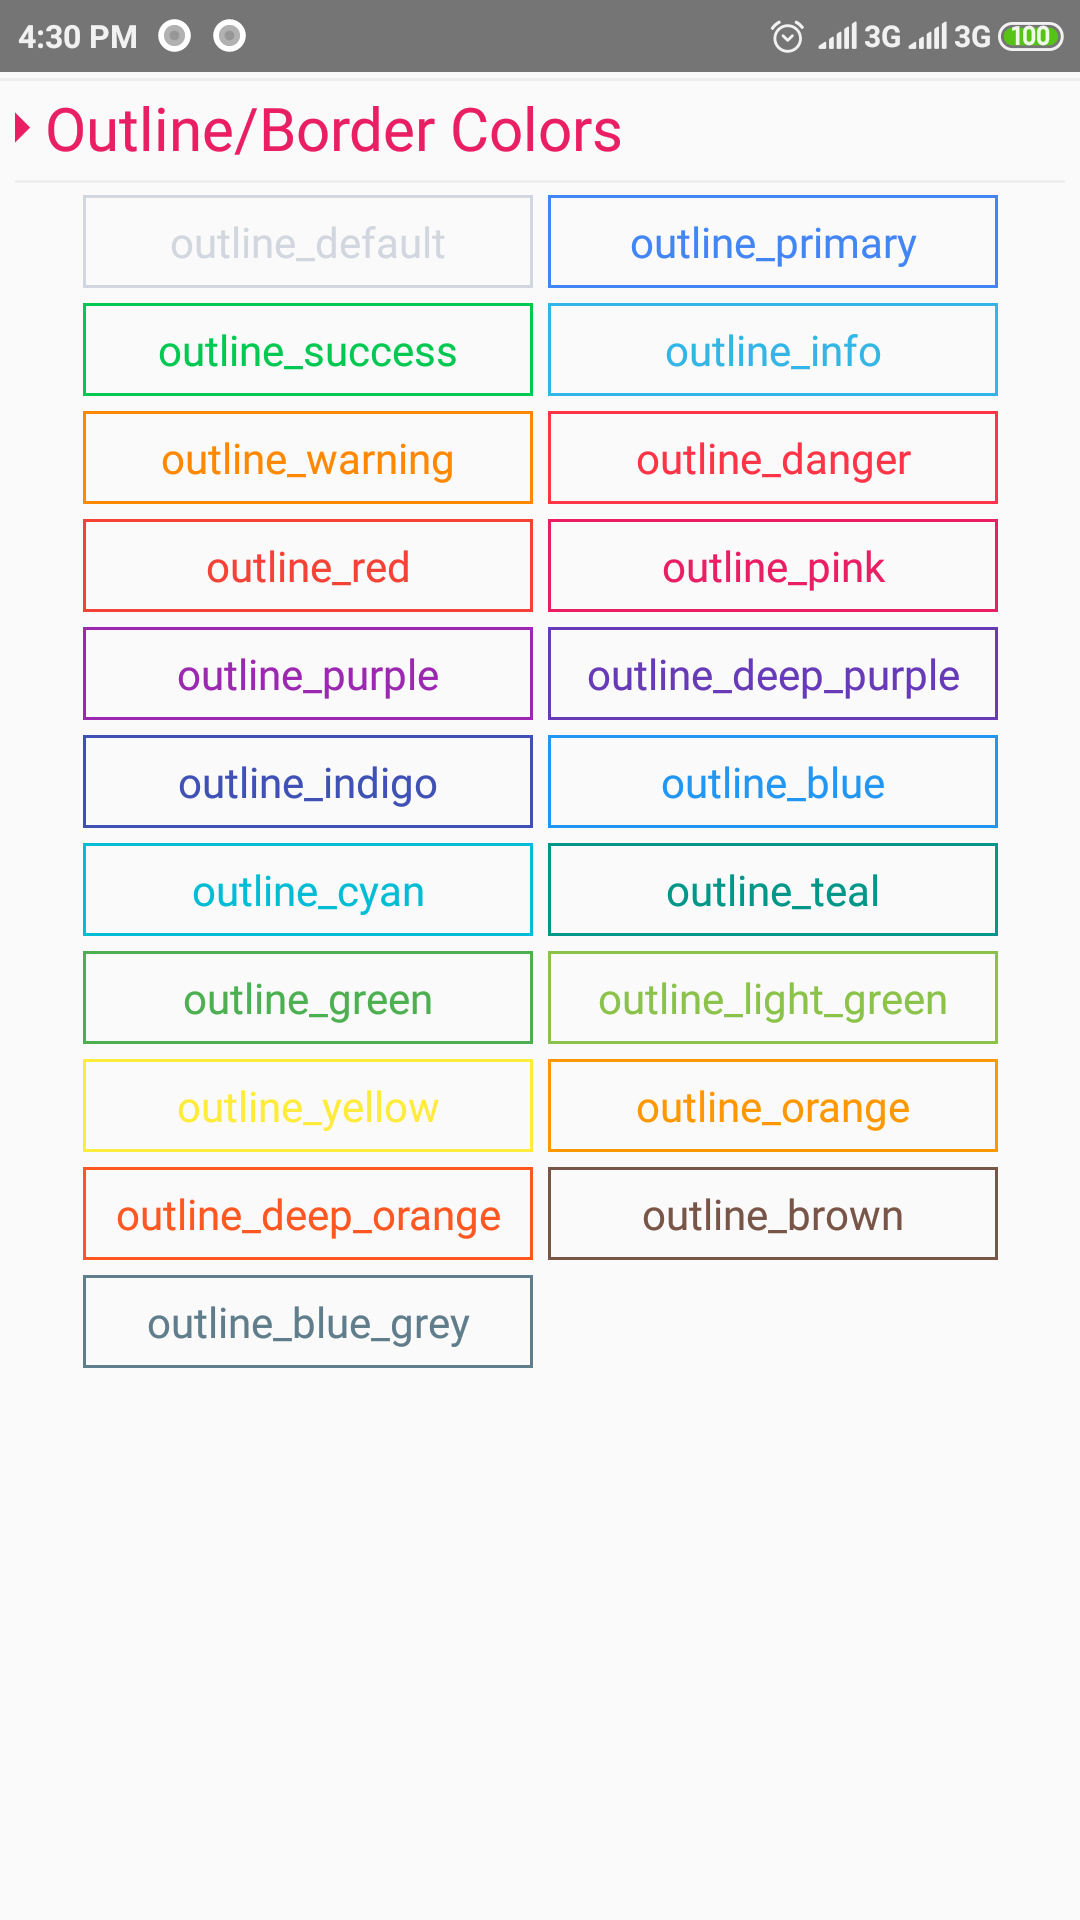 4:30 PM 3G 3G 100
Outline/Border Colors
outline_default outline_primary
outline_success outline_info
outline_warning outline_danger
outline_red outline_pink
outline_purple outline_deep_purple
outline_indigo outline_blue
outline_cyan outline_teal
outline_green outline_light_green
outline_yellow outline_orange
outline_deep_orange outline_brown
outline_blue_grey